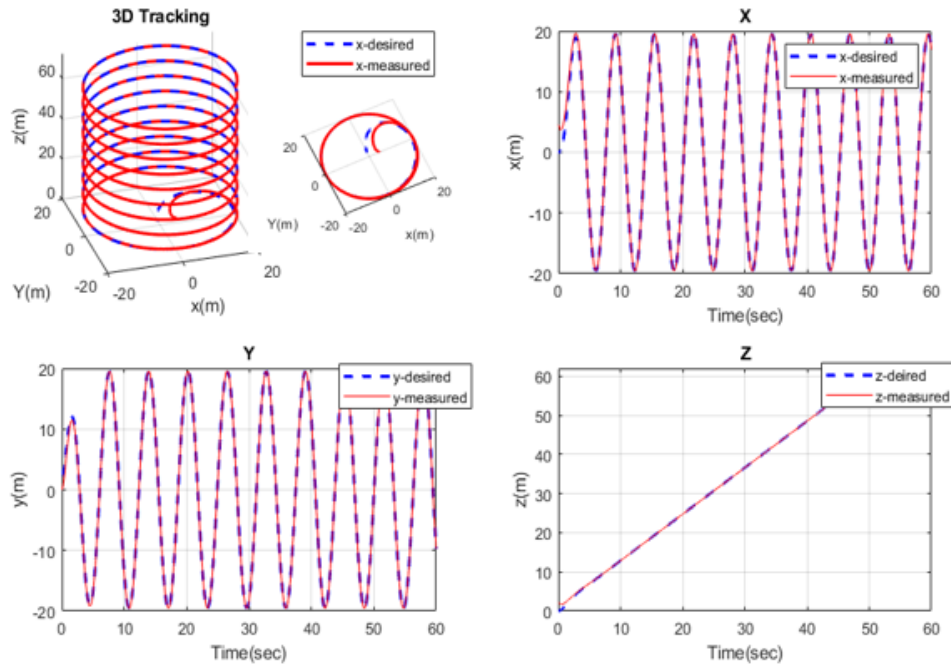 3D Tracking
x-desired
x-measured
z(m)
60
40
20
0
20
0
-20
Y(m)
-20
0
20
x(m)
20
0
-20
Y(m)
-20
0
20
x(m)
X
x-desired
x-measured
x(m)
20
10
0
-10
-20
0 10 20 30 40 50 60
Time(sec)
Y
y-desired
y-measured
y(m)
20
10
0
-10
-20
0 10 20 30 40 50 60
Time(sec)
Z
z-deired
z-measured
z(m)
60
50
40
30
20
10
0
0 10 20 30 40 50 60
Time(sec)